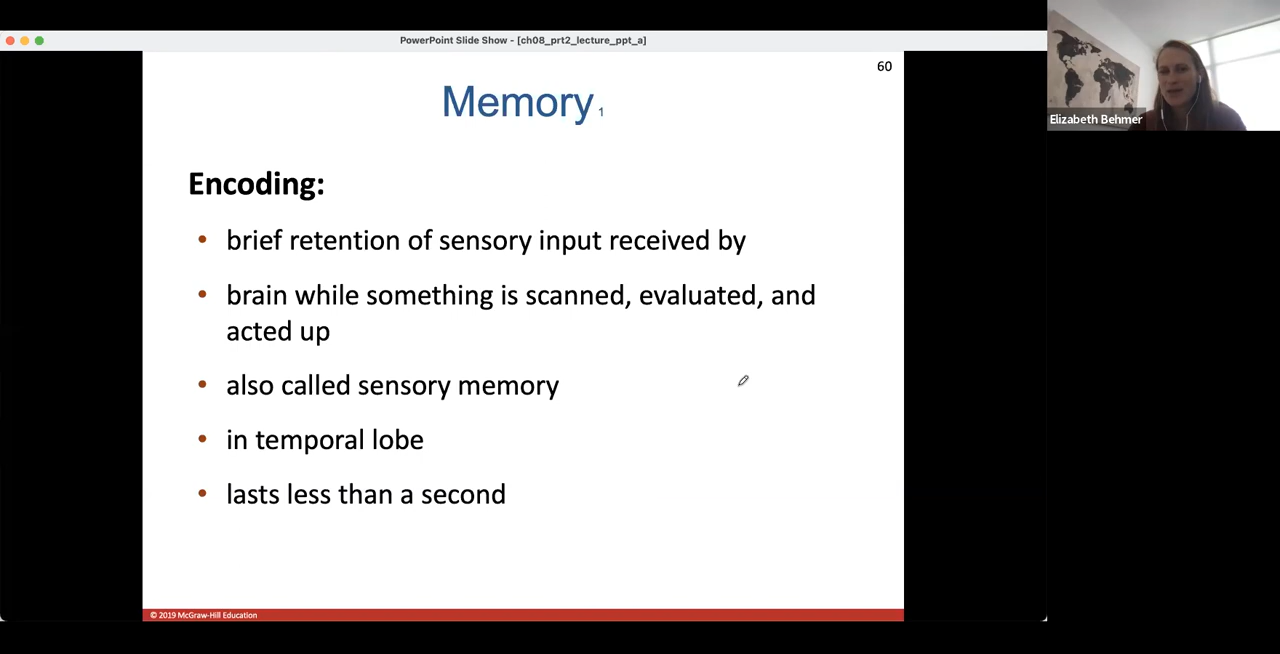 PowerPoint Slide Show - [ch08_prt2_lecture_ppt_a]
60
Memory 1
Encoding:
• brief retention of sensory input received by
• brain while something is scanned, evaluated, and
acted up
• also called sensory memory
• in temporal lobe
• lasts less than a second
© 2019 McGraw-Hill Education
Elizabeth Behmer